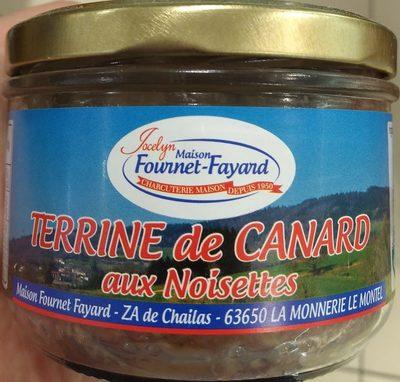 Jocelyn
Maison
Fournet-Fayard
CHARCUTERIE MAISON DEPUIS 1950
TERRINE de CANARD
aux Noisettes
Maison Fournet Fayard - ZA de Chailas - 63650 LA MONNERIE LE MONTEL